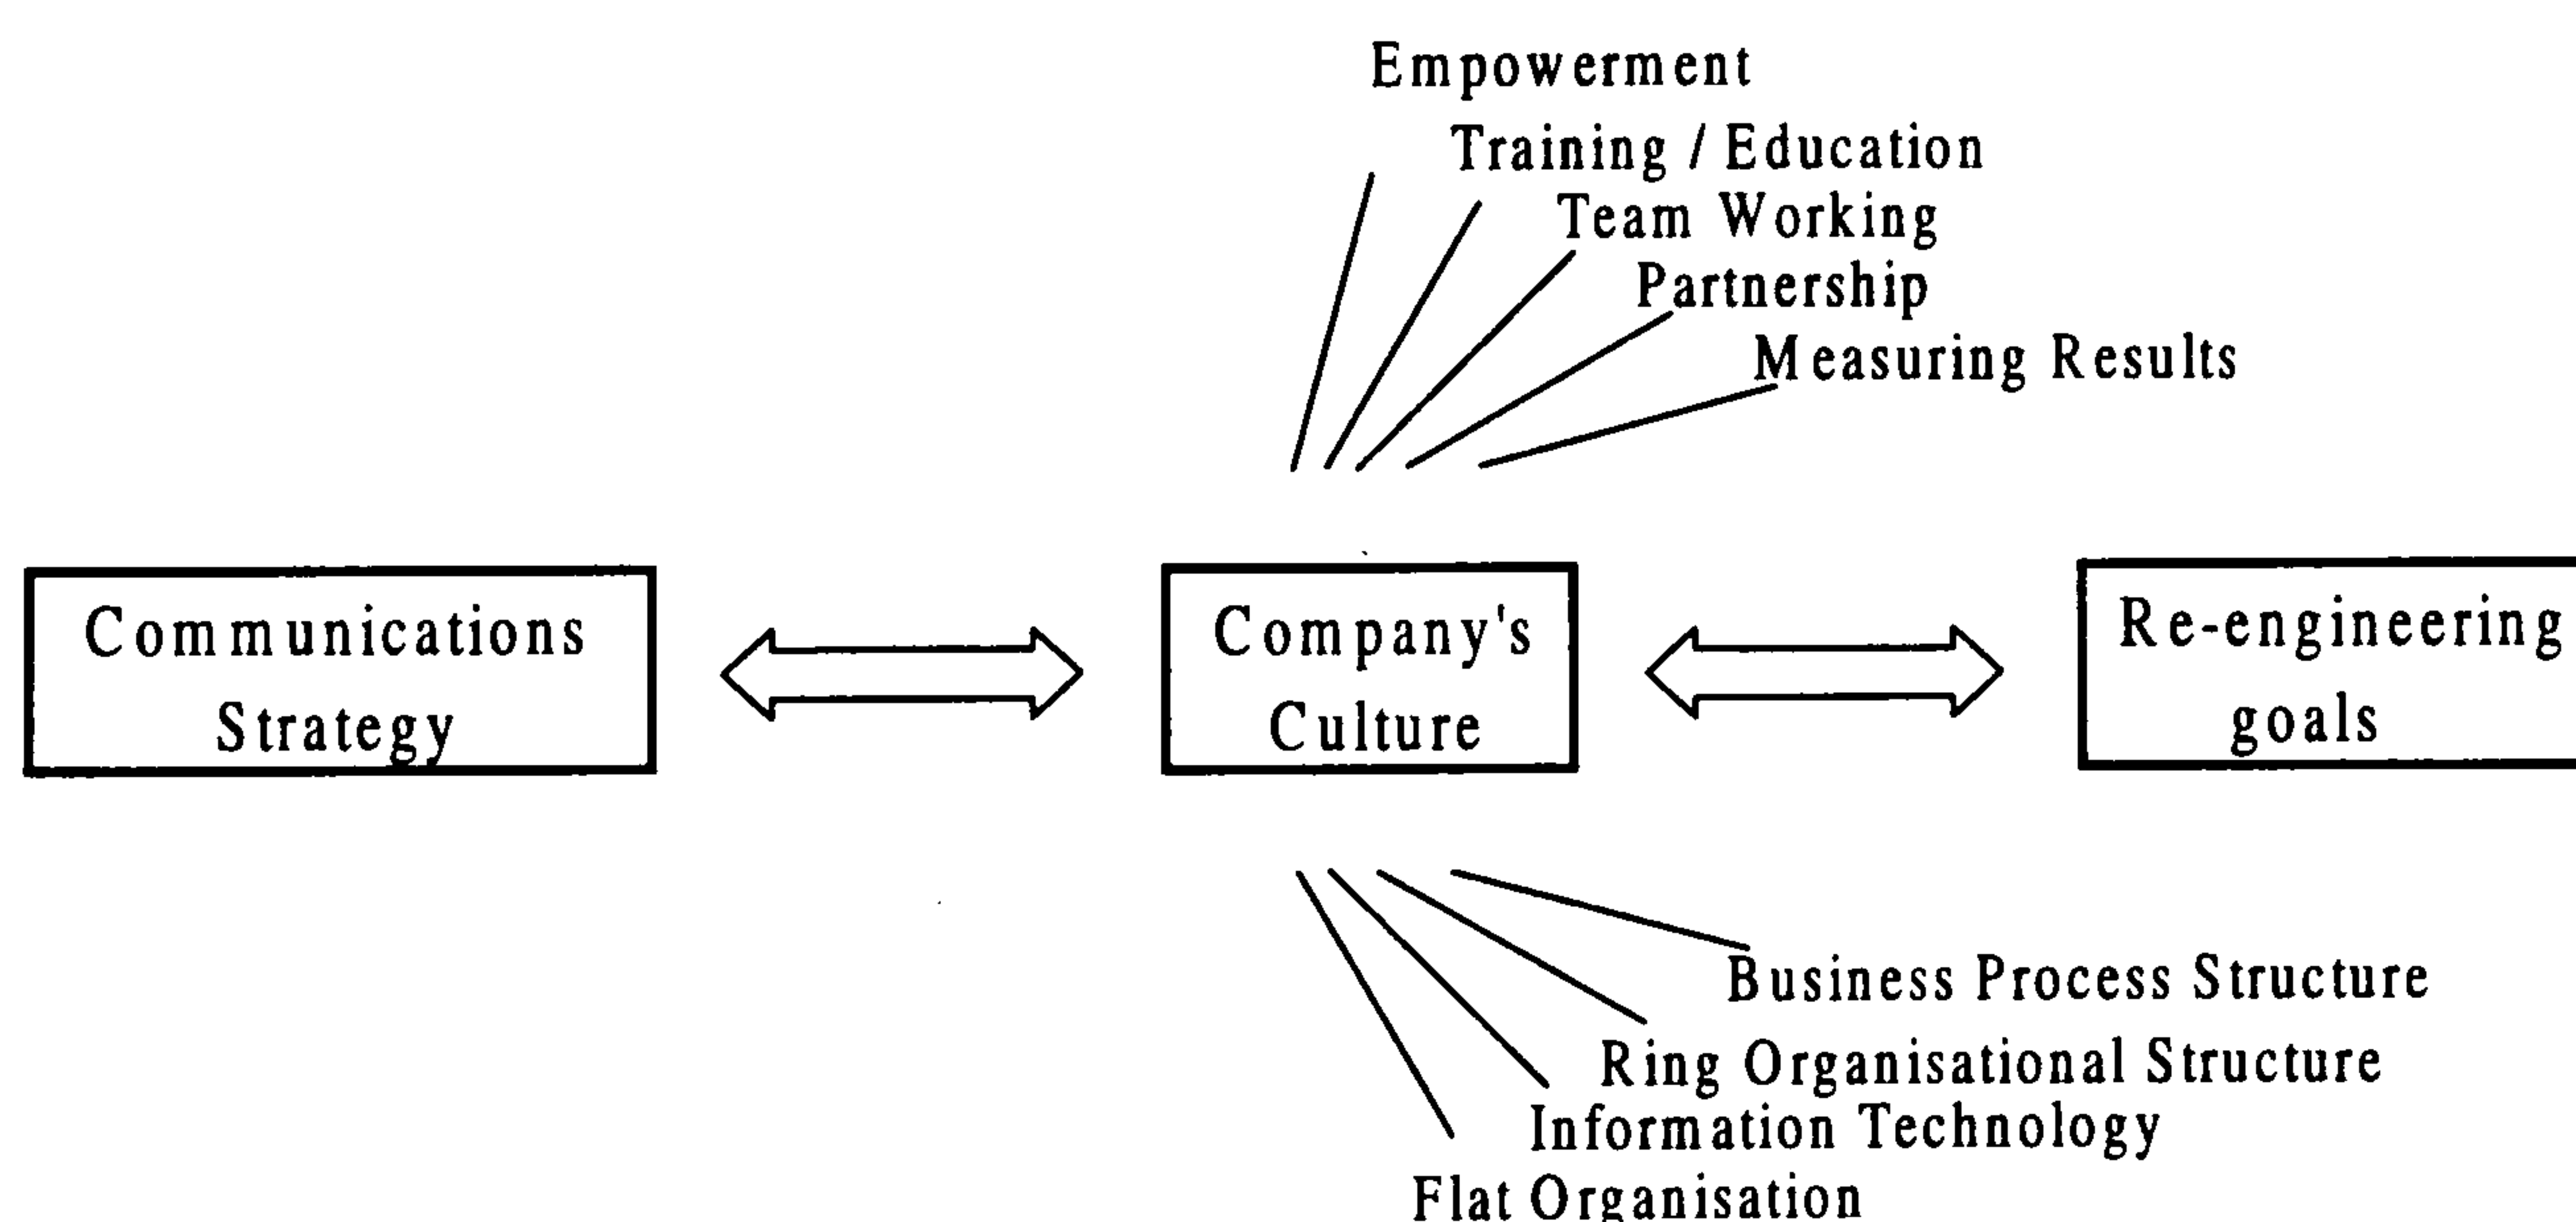 Empowerment
Training / Education
Team Working
Partnership
Measuring Results
Communications
Strategy
Company's
Culture
Re-engineering
goals
Business Process Structure
Ring Organisational Structure
Information Technology
Flat Organisation